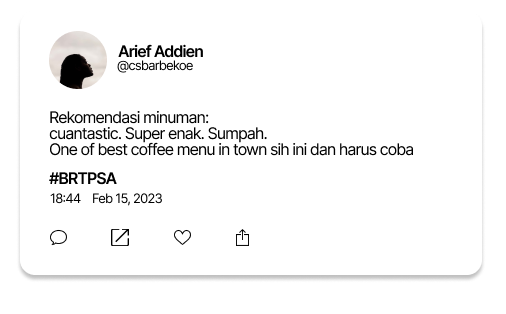 Arief Addien
@csbarbekoe
Rekomendasi minuman:
cuantastic. Super enak. Sumpah.
One of best coffee menu in town sih ini dan harus coba
#BRTPSA
18:44 Feb 15, 2023